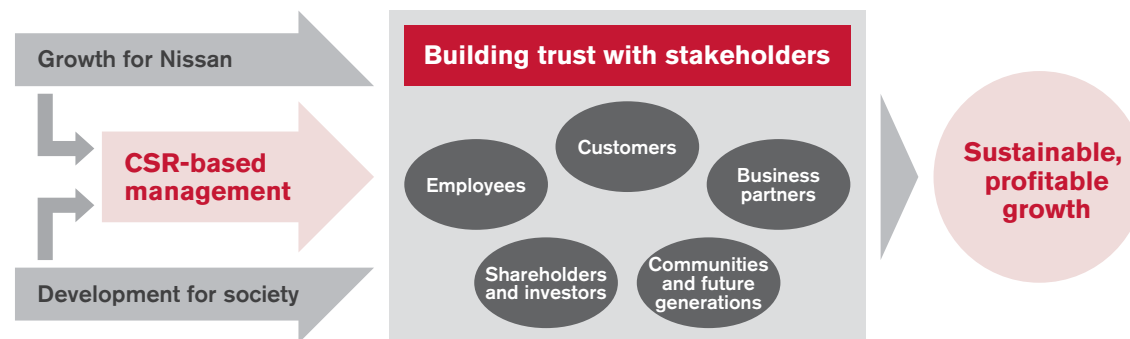 Growth for Nissan
CSR-based
management
Development for society
Building trust with stakeholders
Customers
Employees
Business
partners
Shareholders
and investors
Communities
and future
generations
Sustainable,
profitable
growth